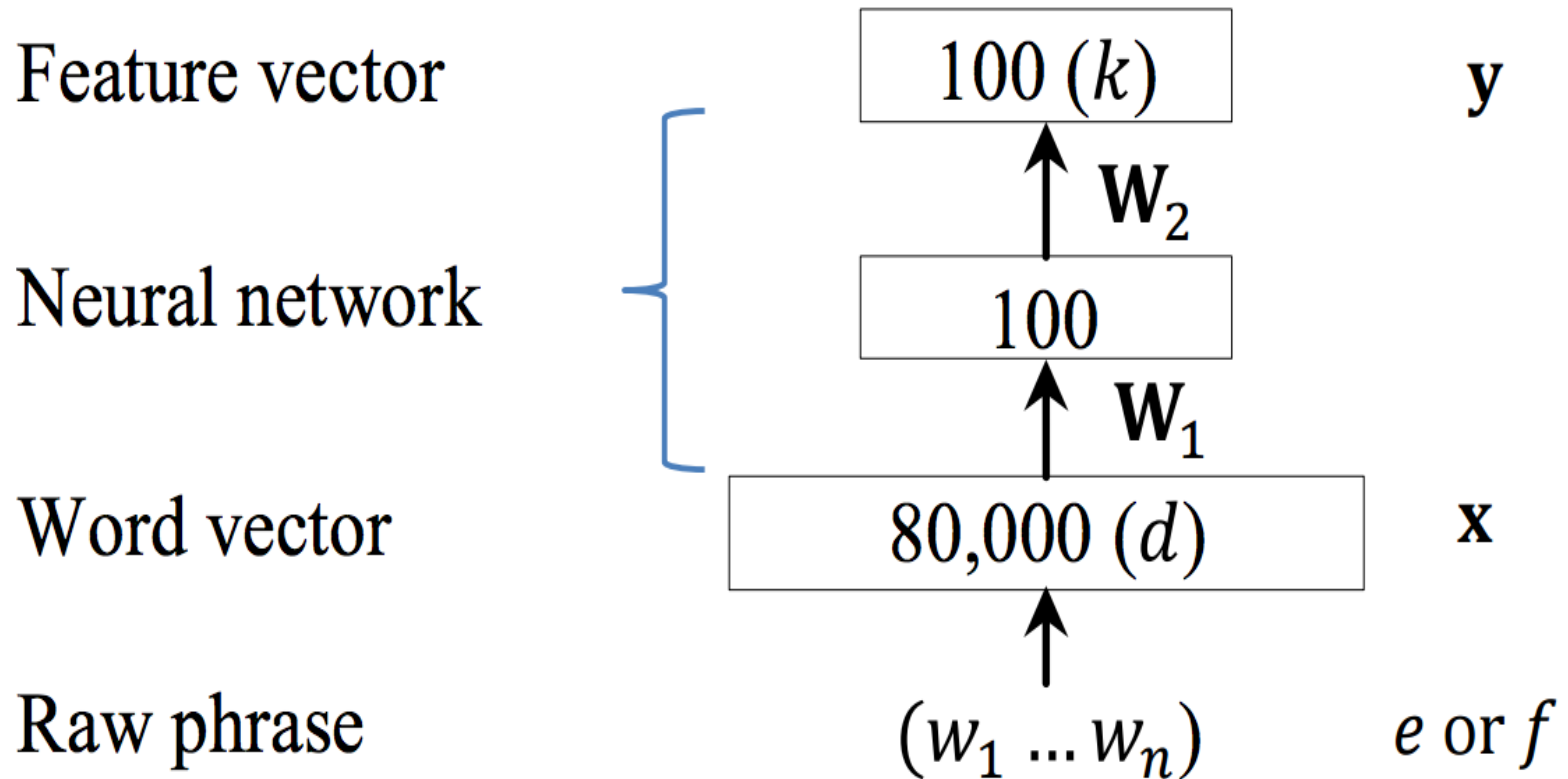 Feature vector 100 (k) y
W₂
Neural network 100
W₁
Word vector 80,000 (d) x
Raw phrase (w₁ ... wₙ) e or f